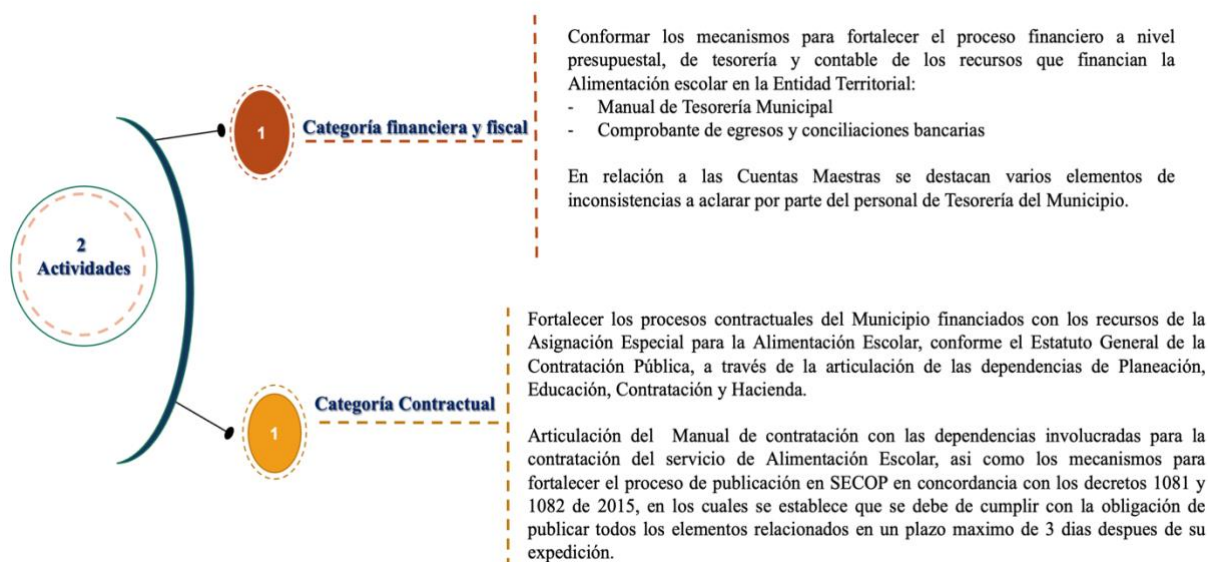 2
Actividades
1
Categoría financiera y fiscal
Conformar los mecanismos para fortalecer el proceso financiero a nivel
presupuestal, de tesorería y contable de los recursos que financian la
Alimentación escolar en la Entidad Territorial:
- Manual de Tesorería Municipal
- Comprobante de egresos y conciliaciones bancarias
En relación a las Cuentas Maestras se destacan varios elementos de
inconsistencias a aclarar por parte del personal de Tesorería del Municipio.
1
Categoría Contractual
Fortalecer los procesos contractuales del Municipio financiados con los recursos de la
Asignación Especial para la Alimentación Escolar, conforme el Estatuto General de la
Contratación Pública, a través de la articulación de las dependencias de Planeación,
Educación, Contratación y Hacienda.
Articulación del Manual de contratación con las dependencias involucradas para la
contratación del servicio de Alimentación Escolar, asi como los mecanismos para
fortalecer el proceso de publicación en SECOP en concordancia con los decretos 1081 y
1082 de 2015, en los cuales se establece que se debe de cumplir con la obligación de
publicar todos los elementos relacionados en un plazo maximo de 3 dias despues de su
expedición.